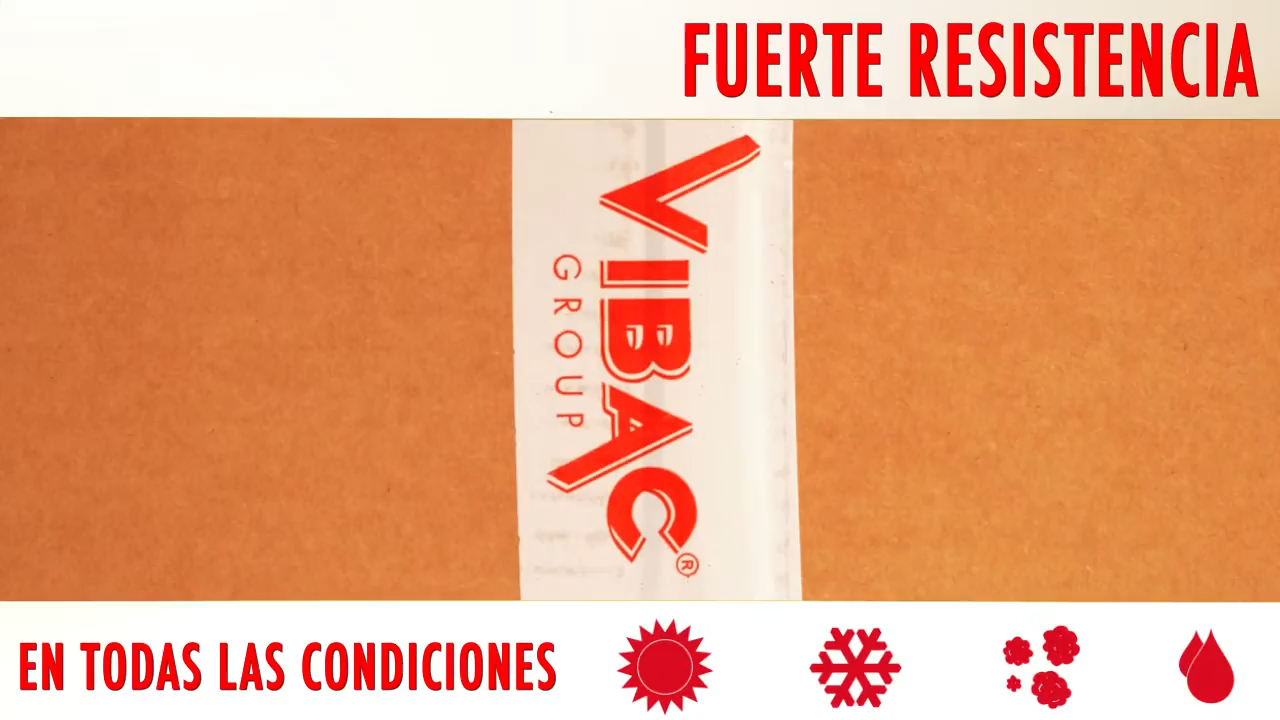 FUERTE RESISTENCIA
VIBAC®
GROUP
EN TODAS LAS CONDICIONES